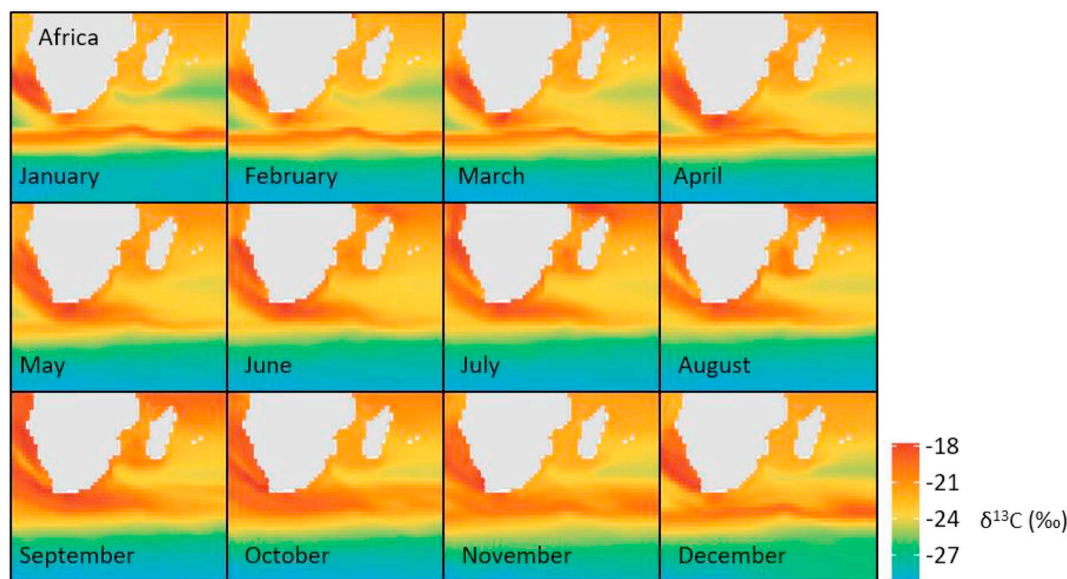 Africa
January
February
March
April
May
June
July
August
September
October
November
December
-18
-21
-24
-27
δ¹³C (‰)